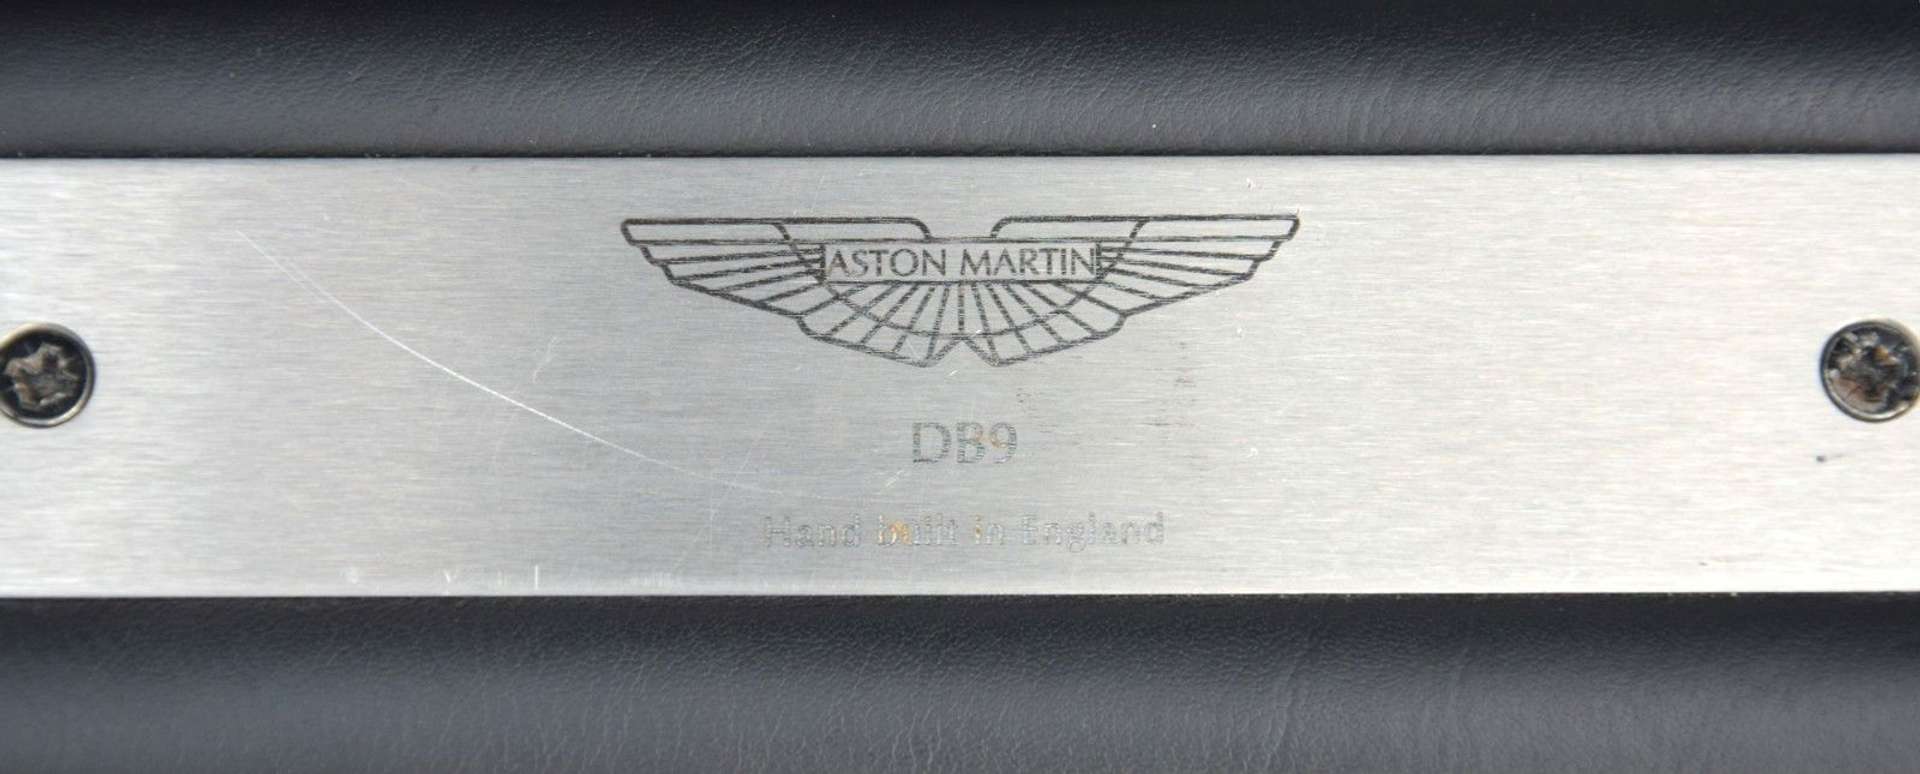 ASTON MARTIN
DB9
Hand built in England